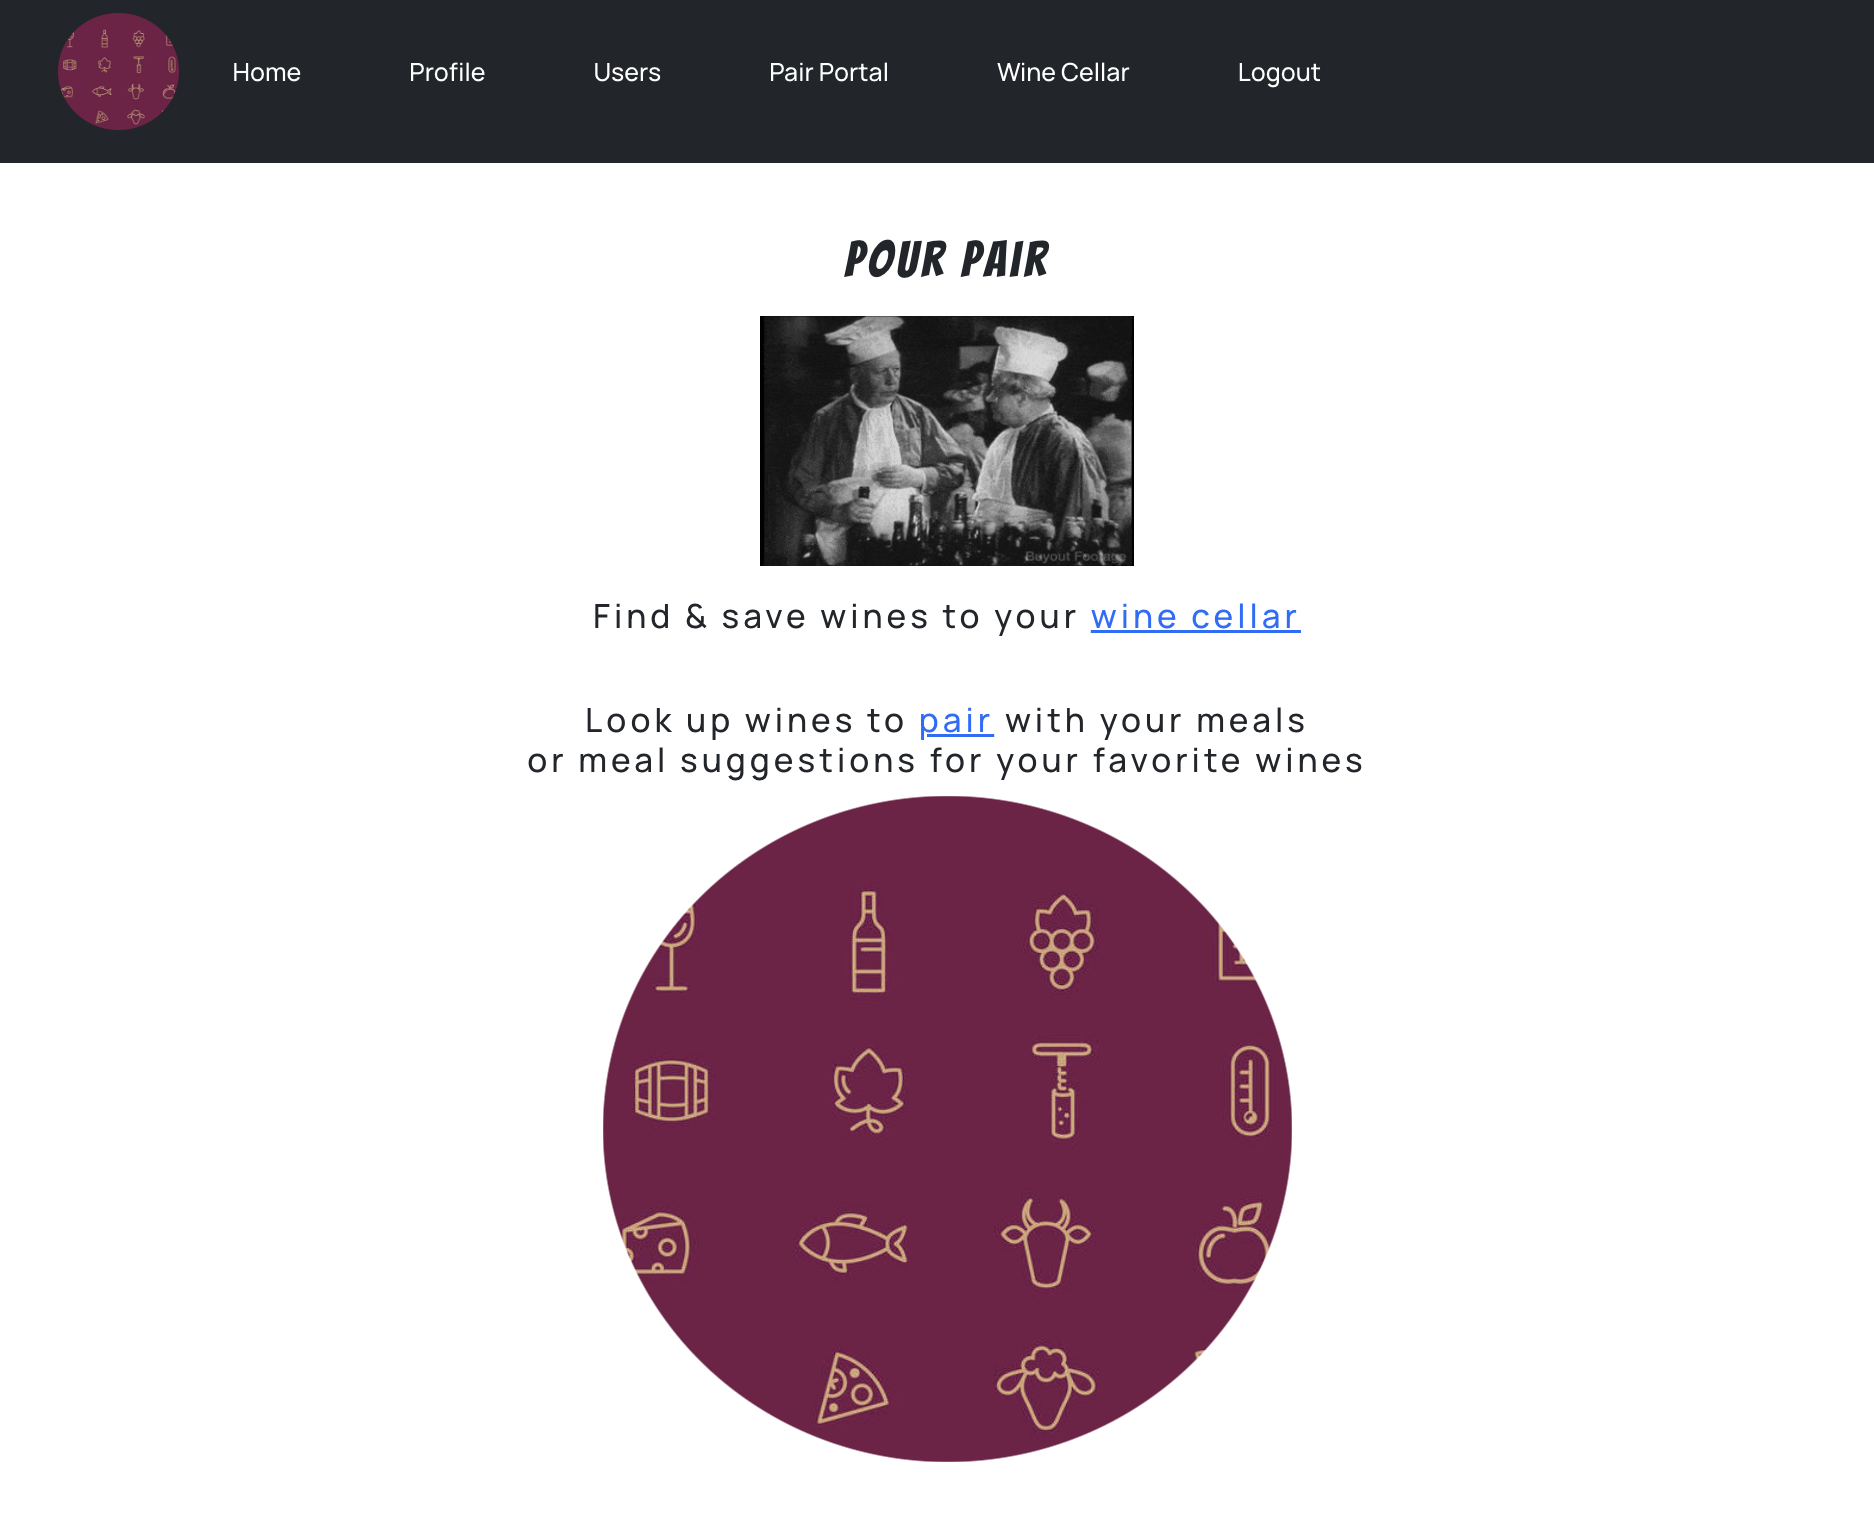 Home Profile Users Pair Portal Wine Cellar Logout
POUR PAIR
Buyout Footage
Find & save wines to your wine cellar
Look up wines to pair with your meals
or meal suggestions for your favorite wines